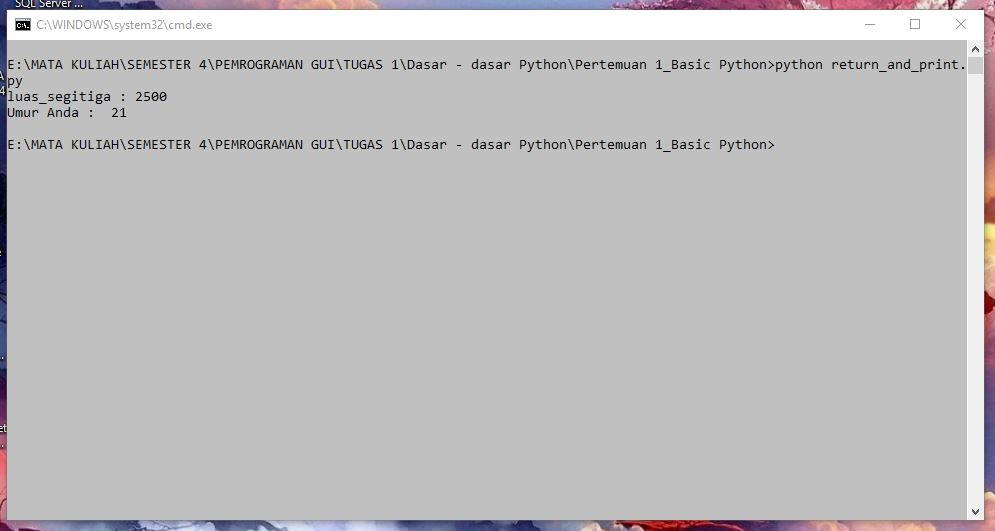 SQL Server ...
C:\WINDOWS\system32\cmd.exe
E:\MATA KULIAH\SEMESTER 4\PEMROGRAMAN GUI\TUGAS 1\Dasar - dasar Python\Pertemuan 1_Basic Python>python return_and_print.
py
luas_segitiga : 2500
Umur Anda :  21
E:\MATA KULIAH\SEMESTER 4\PEMROGRAMAN GUI\TUGAS 1\Dasar - dasar Python\Pertemuan 1_Basic Python>